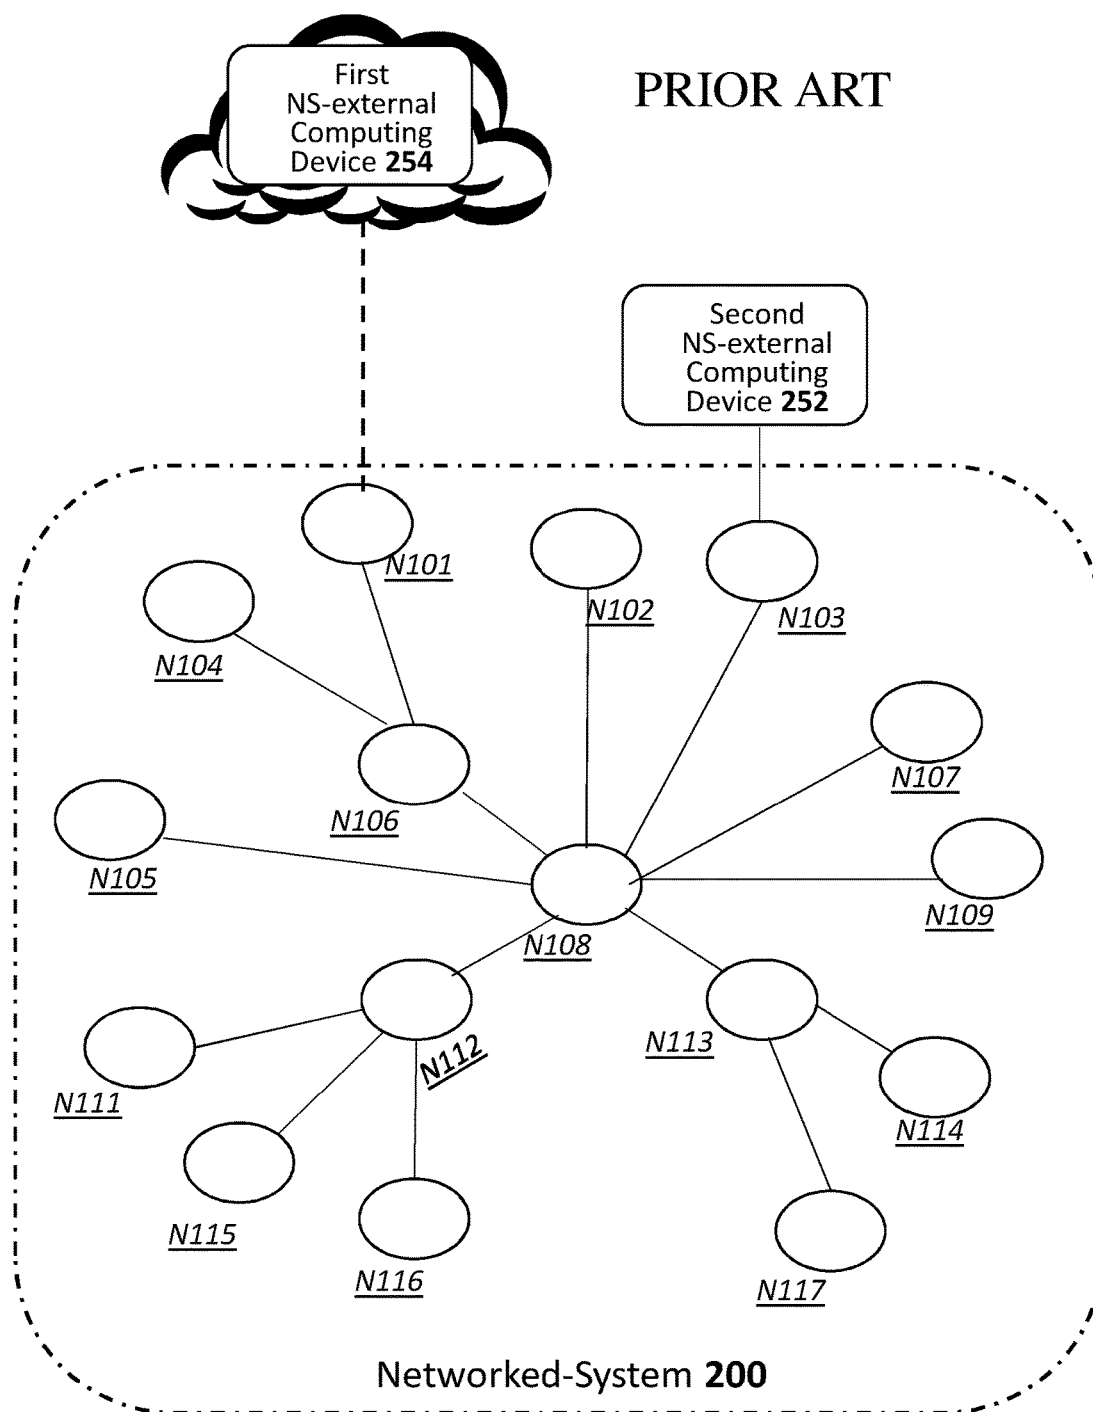 First
NS-external
Computing
Device 254
PRIOR ART
Second
NS-external
Computing
Device 252
N101
N102
N103
N104
N107
N106
N105
N109
N108
N112
N113
N111
N114
N115
N116
N117
Networked-System 200